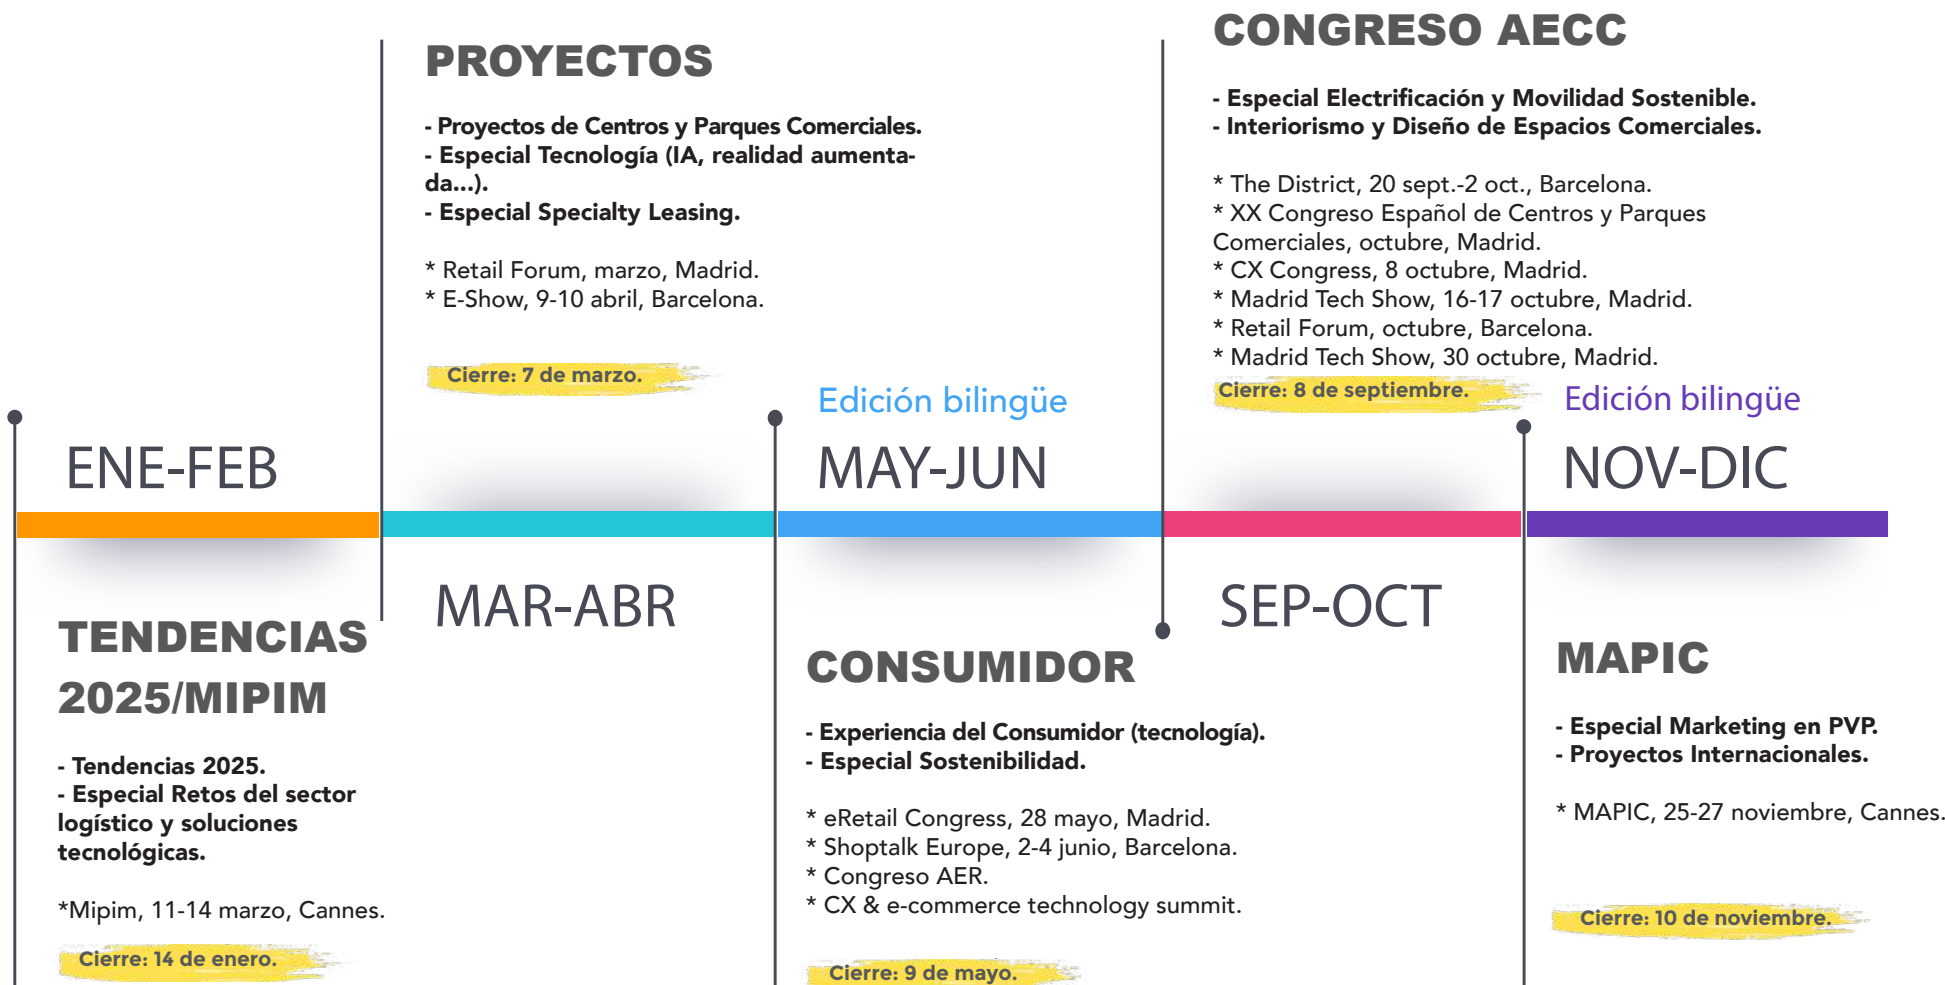 PROYECTOS
- Proyectos de Centros y Parques Comerciales.
- Especial Tecnología (IA, realidad aumenta-
da...).
- Especial Specialty Leasing.
* Retail Forum, marzo, Madrid.
* E-Show, 9-10 abril, Barcelona.
Cierre: 7 de marzo.
CONGRESO AECC
- Especial Electrificación y Movilidad Sostenible.
- Interiorismo y Diseño de Espacios Comerciales.
* The District, 20 sept.-2 oct., Barcelona.
* XX Congreso Español de Centros y Parques
Comerciales, octubre, Madrid.
* CX Congress, 8 octubre, Madrid.
* Madrid Tech Show, 16-17 octubre, Madrid.
* Retail Forum, octubre, Barcelona.
* Madrid Tech Show, 30 octubre, Madrid.
Cierre: 8 de septiembre.
ENE-FEB
Edición bilingüe
MAY-JUN
Edición bilingüe
NOV-DIC
MAR-ABR
SEP-OCT
TENDENCIAS
2025/MIPIM
- Tendencias 2025.
- Especial Retos del sector
logístico y soluciones
tecnológicas.
*Mipim, 11-14 marzo, Cannes.
Cierre: 14 de enero.
CONSUMIDOR
- Experiencia del Consumidor (tecnología).
- Especial Sostenibilidad.
* eRetail Congress, 28 mayo, Madrid.
* Shoptalk Europe, 2-4 junio, Barcelona.
* Congreso AER.
* CX & e-commerce technology summit.
Cierre: 9 de mayo.
MAPIC
- Especial Marketing en PVP.
- Proyectos Internacionales.
* MAPIC, 25-27 noviembre, Cannes.
Cierre: 10 de noviembre.